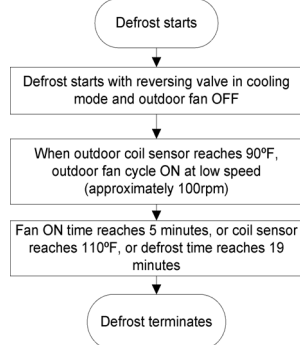 Defrost starts
Defrost starts with reversing valve in cooling
mode and outdoor fan OFF
When outdoor coil sensor reaches 90ºF,
outdoor fan cycle ON at low speed
(approximately 100rpm)
Fan ON time reaches 5 minutes, or coil sensor
reaches 110ºF, or defrost time reaches 19
minutes
Defrost terminates